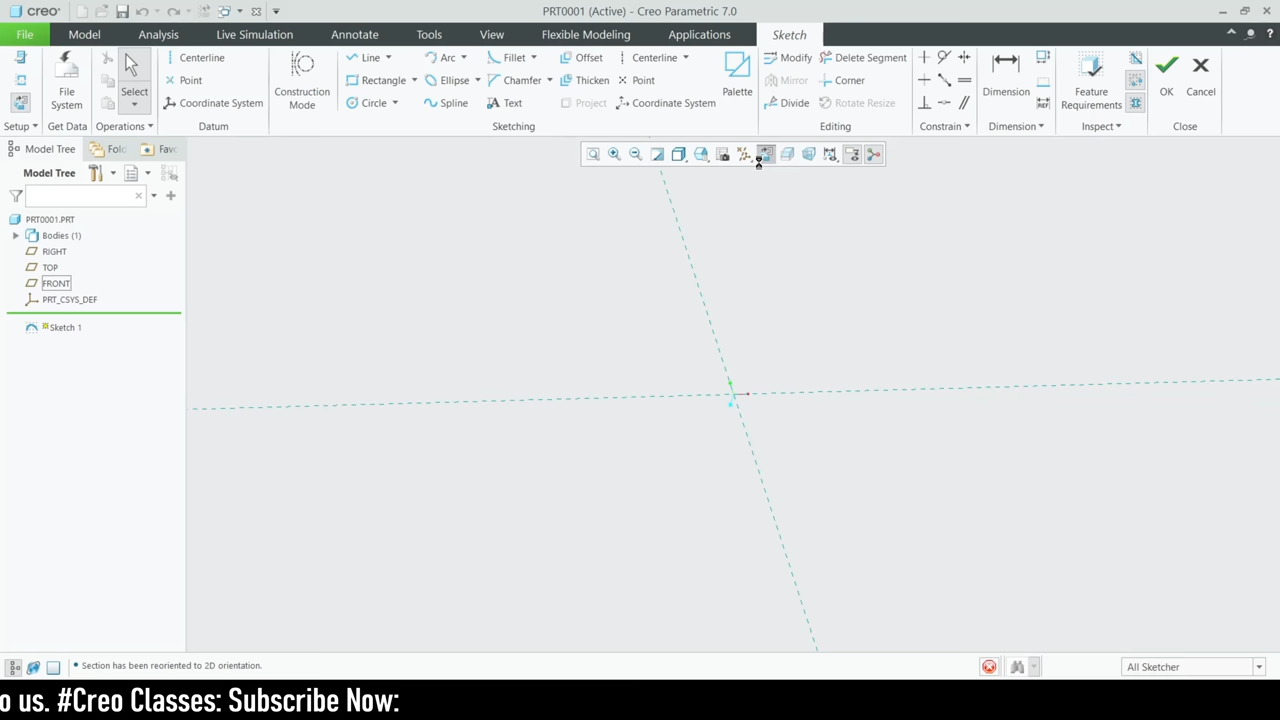 creo
PRT0001 (Active) - Creo Parametric 7.0
File Model Analysis Live Simulation Annotate Tools View Flexible Modeling Applications Sketch
File System
Select
Centerline
Point
Coordinate System
Construction Mode
Line
Rectangle
Circle
Arc
Ellipse
Spline
Fillet
Chamfer
Text
Offset
Thicken
Project
Centerline
Point
Coordinate System
Palette
Modify
Mirror
Divide
Delete Segment
Corner
Rotate Resize
Dimension
Feature Requirements
OK
Cancel
Setup Get Data Operations Datum Sketching Editing Constrain Dimension Inspect Close
Model Tree Fold Favo
Model Tree
PRT0001.PRT
Bodies (1)
RIGHT
TOP
FRONT
PRT_CSYS_DEF
Sketch 1
• Section has been reoriented to 2D orientation.
All Sketcher
o us. #Creo Classes: Subscribe Now: